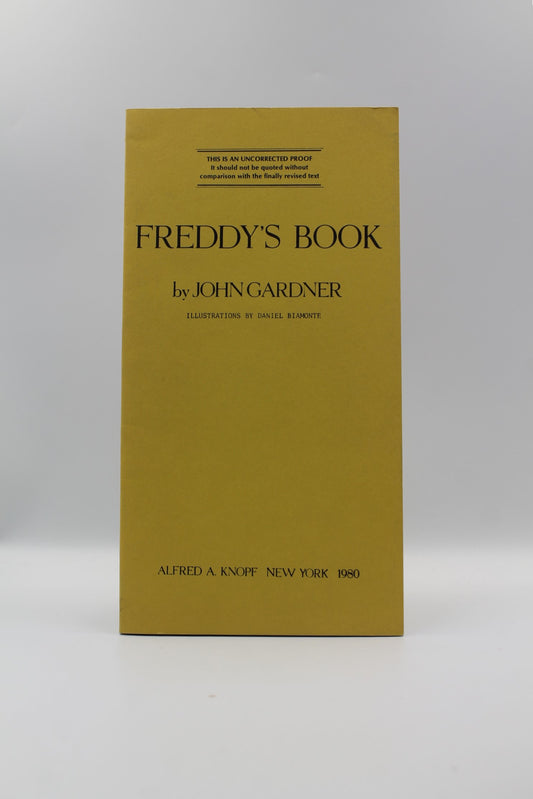 THIS IS AN UNCORRECTED PROOF
It should not be quoted without
comparison with the finally revised text
FREDDY'S BOOK
by JOHN GARDNER
ILLUSTRATIONS BY DANIEL BIAMONTE
ALFRED A. KNOPF NEW YORK 1980